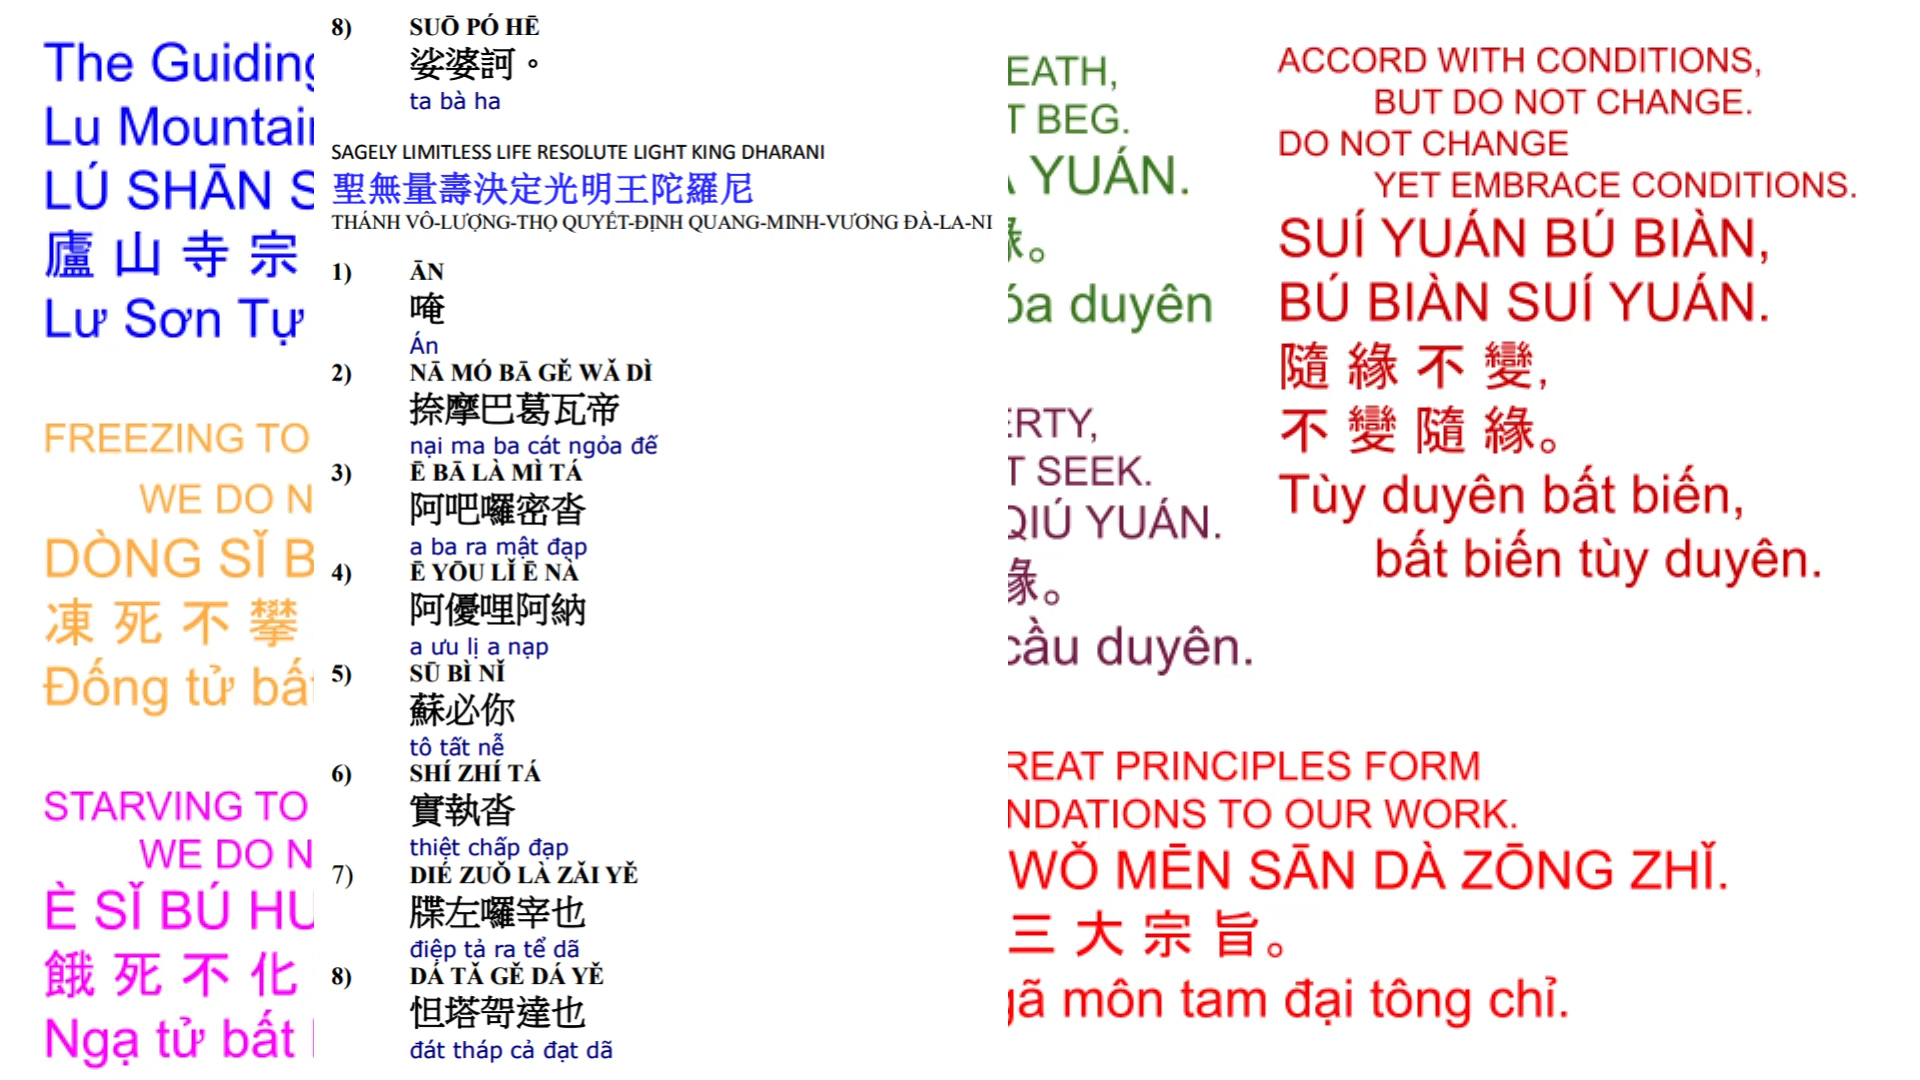 The Guiding
Lu Mountain
LÚ SHĀN S
廬 山 寺 宗
Lư Sơn Tự
FREEZING TO
WE DO N
DÒNG SǏ B
凍 死 不 攀
Đống tử bất
STARVING TO
WE DO N
È SǏ BÚ HU
餓 死 不 化
Ngạ tử bất
8) SUŌ PÓ HĒ
娑婆訶。
ta bà ha
SAGELY LIMITLESS LIFE RESOLUTE LIGHT KING DHARANI
聖無量壽決定光明王陀羅尼
THÁNH VÔ-LƯỢNG-THỌ QUYẾT-ĐỊNH QUANG-MINH-VƯƠNG ĐÀ-LA-NI
1) ĀN
唵
Án
2) NĀ MÓ BĀ GĚ WǍ DÌ
捺摩巴葛瓦帝
nại ma ba cát ngỏa đế
3) Ē BĀ LÀ MÌ TÁ
阿吧囉密沓
a ba ra mật đạp
4) Ē YŌU LǏ Ē NÀ
阿優哩阿納
a ưu lị a nạp
5) SŪ BÌ NǏ
蘇必你
tô tất nễ
6) SHÍ ZHÍ TÁ
實執沓
thiệt chấp đạp
7) DIÉ ZUǑ LÀ ZǍI YĚ
牒左囉宰也
điệp tả ra tể dã
8) DÁ TǍ GĚ DÁ YĚ
怛塔哿達也
đát tháp cả đạt dã
EATH,
T BEG.
YUÁN.
緣。
óa duyên
ERTY,
T SEEK.
QIÚ YUÁN.
緣。
cầu duyên.
ACCORD WITH CONDITIONS,
BUT DO NOT CHANGE.
DO NOT CHANGE
YET EMBRACE CONDITIONS.
SUÍ YUÁN BÚ BIÀN,
BÚ BIÀN SUÍ YUÁN.
隨 緣 不 變,
不 變 隨 緣。
Tùy duyên bất biến,
bất biến tùy duyên.
REAT PRINCIPLES FORM
NDATIONS TO OUR WORK.
WǑ MĒN SĀN DÀ ZŌNG ZHǏ.
三 大 宗 旨。
gã môn tam đại tông chỉ.